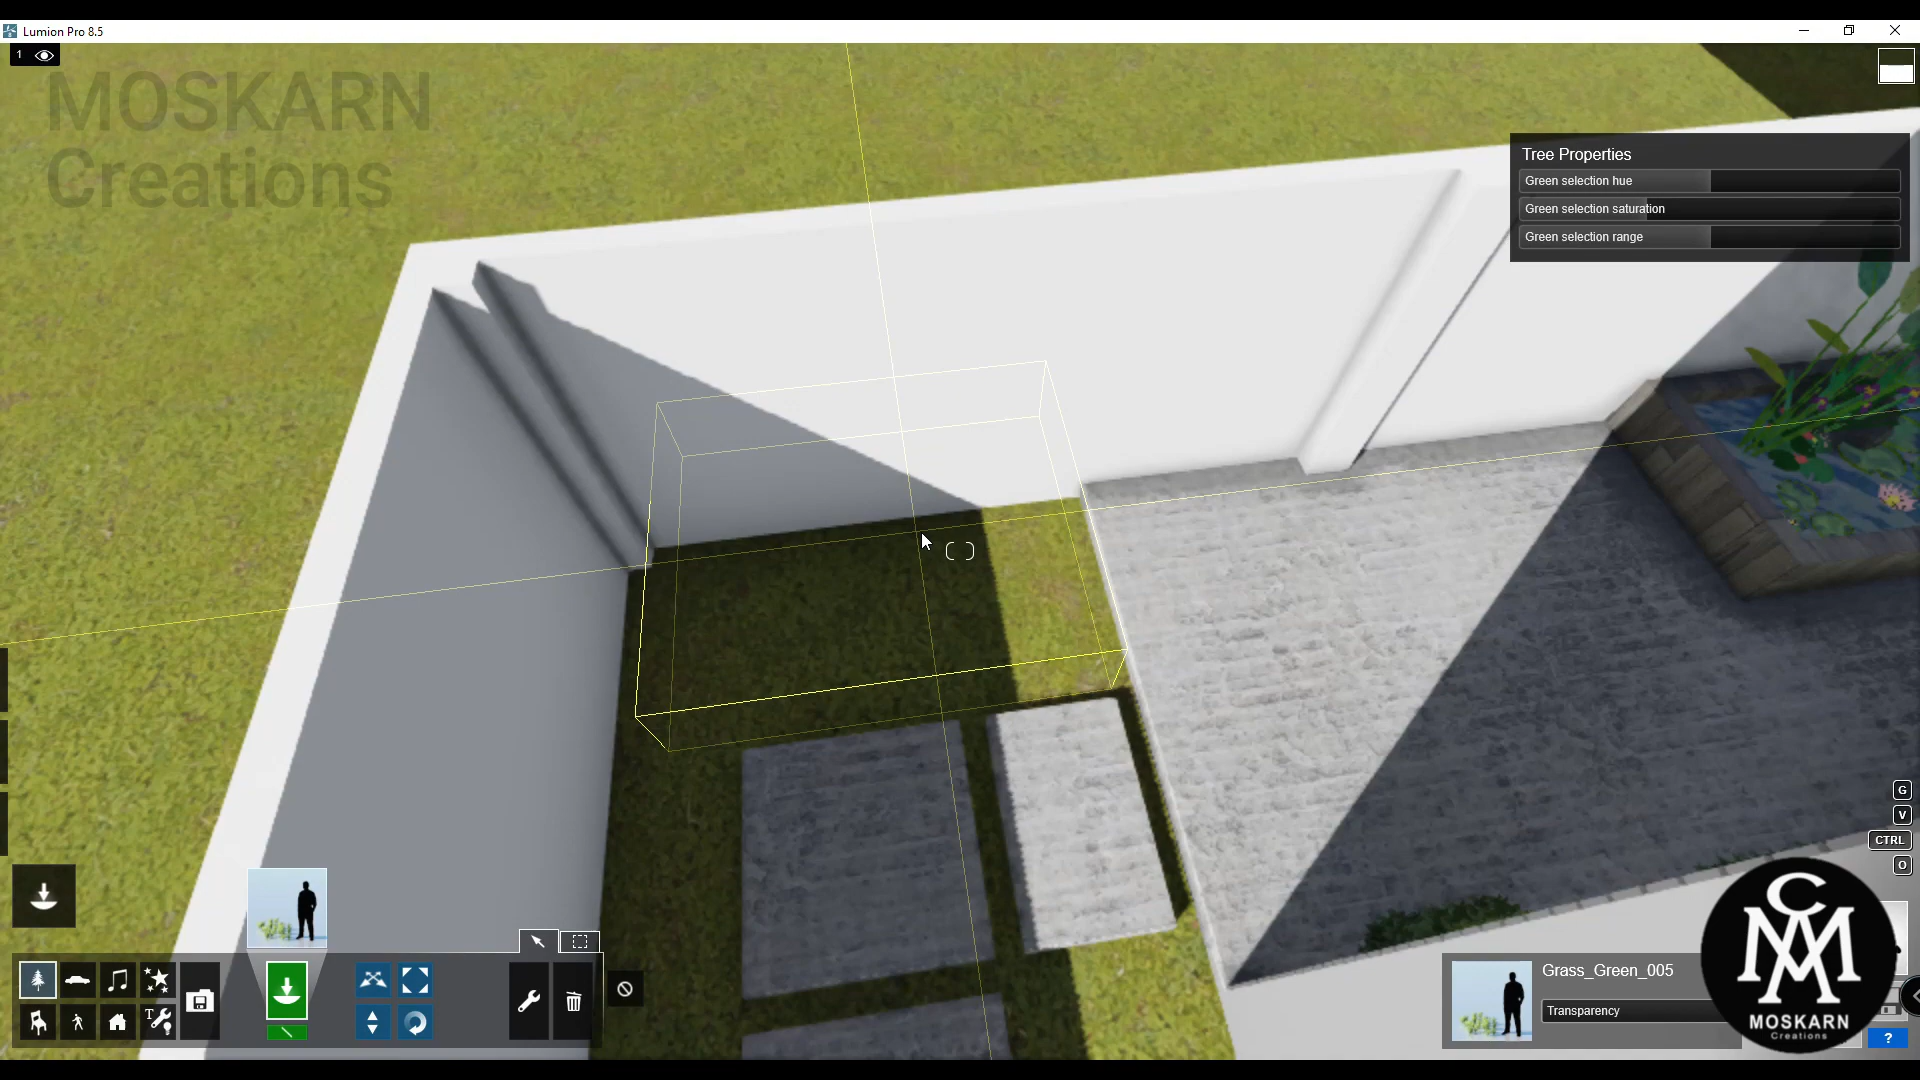 Lumion Pro 8.5
1
MOSKARN
Creations
Tree Properties
Green selection hue
Green selection saturation
Green selection range
G
V
CTRL
O
Grass_Green_005
Transparency
MOSKARN
Creations
?